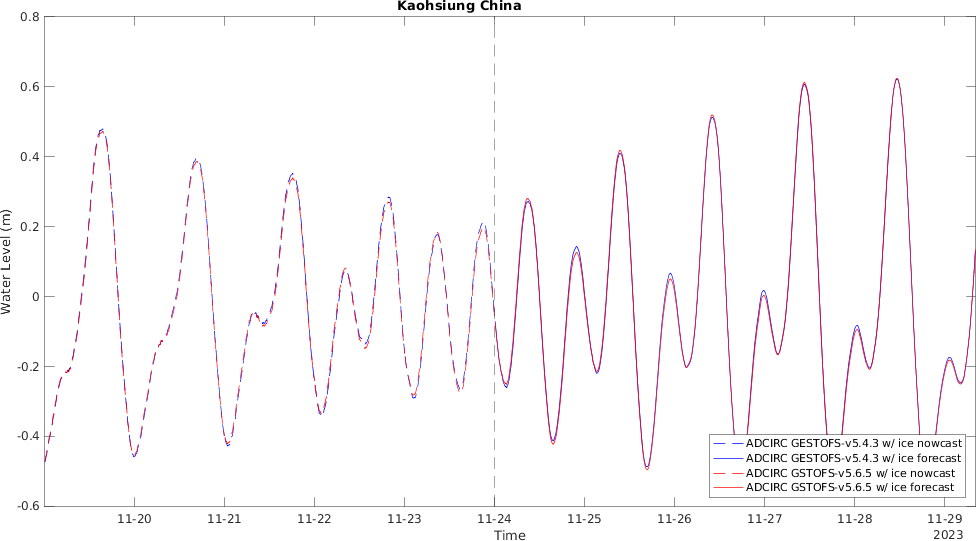 Kaohsiung China
Water Level (m)
0.8
0.6
0.4
0.2
0
-0.2
-0.4
-0.6
ADCIRC GESTOFS-v5.4.3 w/ ice nowcast
ADCIRC GESTOFS-v5.4.3 w/ ice forecast
ADCIRC GSTOFS-v5.6.5 w/ ice nowcast
ADCIRC GSTOFS-v5.6.5 w/ ice forecast
11-20 11-21 11-22 11-23 11-24 11-25 11-26 11-27 11-28 11-29
Time
2023